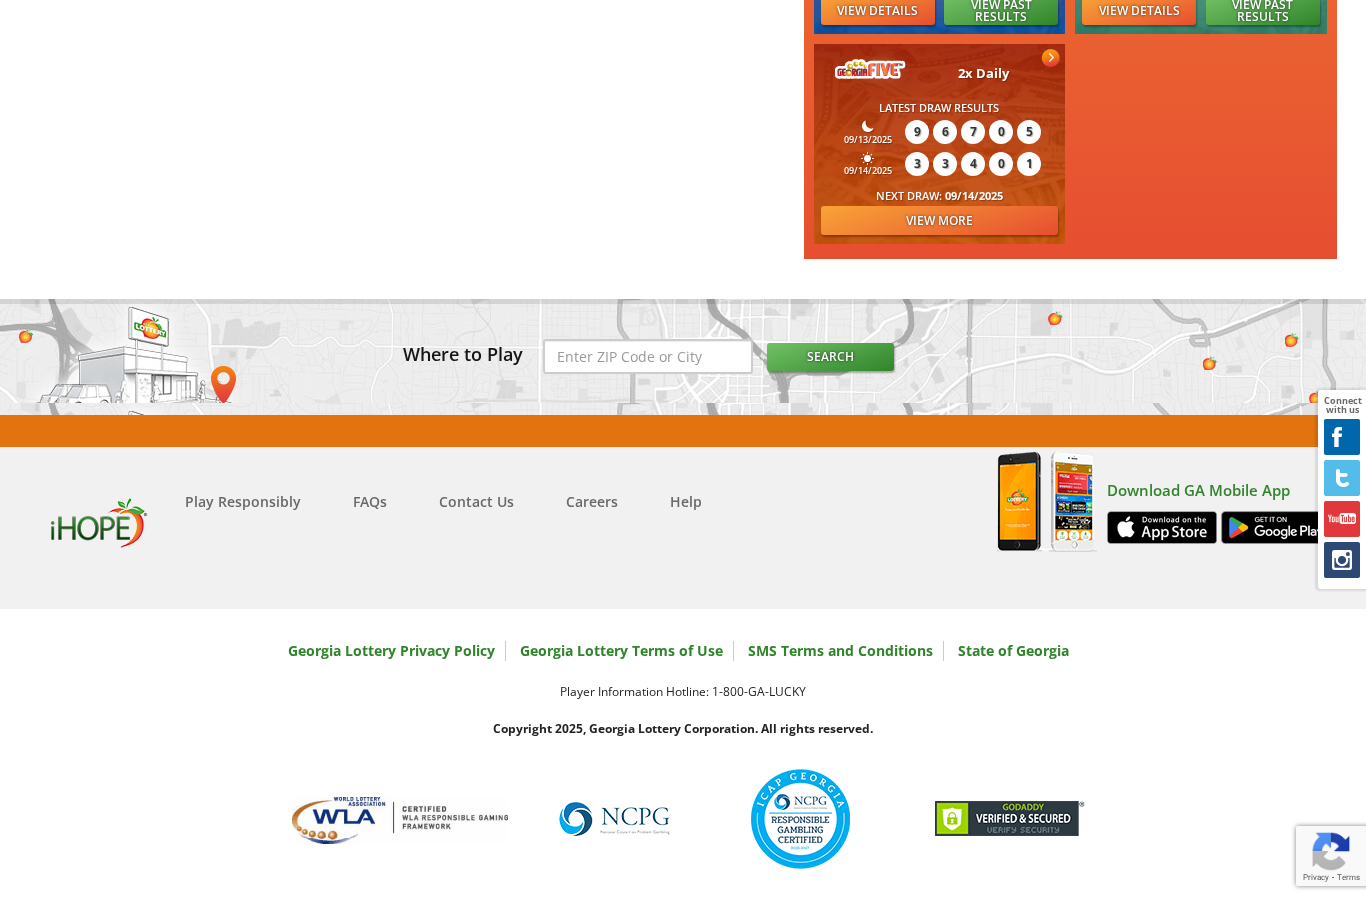 VIEW DETAILS
VIEW PAST
RESULTS
VIEW DETAILS
VIEW PAST
RESULTS
GEORGIA FIVE
2x Daily
LATEST DRAW RESULTS
09/13/2025
9 6 7 0 5
09/14/2025
3 3 4 0 1
NEXT DRAW: 09/14/2025
VIEW MORE
LOTTERY
Where to Play
Enter ZIP Code or City
SEARCH
Connect
with us
YouTube
iHOPE
Play Responsibly
FAQs
Contact Us
Careers
Help
Download GA Mobile App
Download on the
App Store
GET IT ON
Google Play
Georgia Lottery Privacy Policy
Georgia Lottery Terms of Use
SMS Terms and Conditions
State of Georgia
Player Information Hotline: 1-800-GA-LUCKY
Copyright 2025, Georgia Lottery Corporation. All rights reserved.
WORLD LOTTERY
ASSOCIATION
WLA
CERTIFIED
WLA RESPONSIBLE GAMING
FRAMEWORK
NCPG
National Council on Problem Gambling
ICAP GEORGIA
NCPG
RESPONSIBLE
GAMBLING
CERTIFIED
GODADDY
VERIFIED & SECURED
VERIFY SECURITY
Privacy - Terms